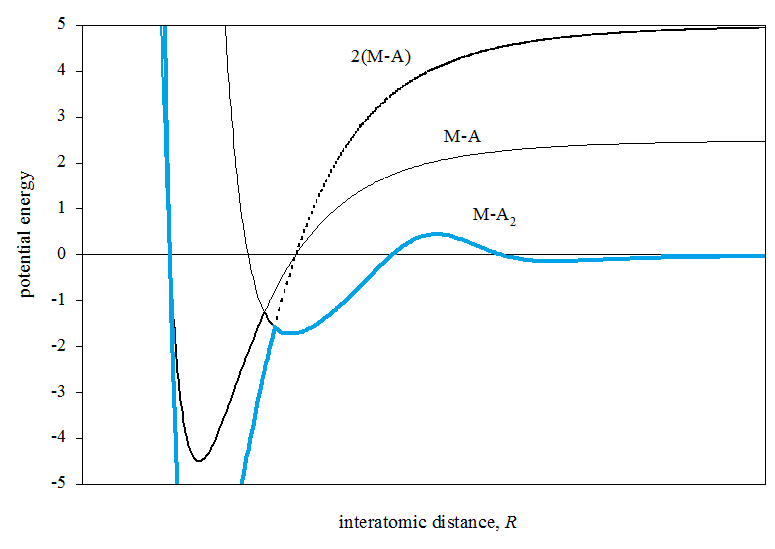 5
4
3
2
1
0
-1
-2
-3
-4
-5
potential energy
2(M-A)
M-A
M-A₂
interatomic distance, R